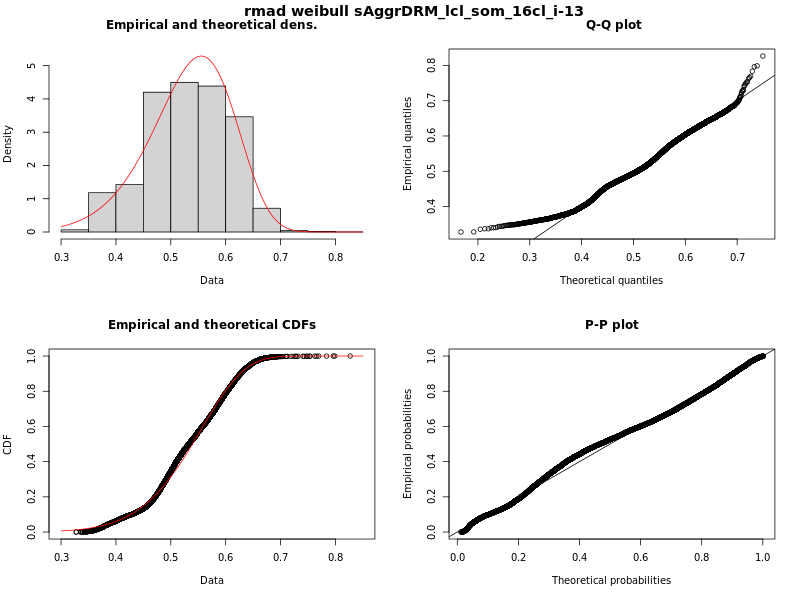 rmad weibull sAggrDRM_lcl_som_16cl_i-13
Empirical and theoretical dens.
Density
0 1 2 3 4 5
0.3 0.4 0.5 0.6 0.7 0.8
Data
Q-Q plot
Empirical quantiles
0.4 0.5 0.6 0.7 0.8
0.2 0.3 0.4 0.5 0.6 0.7
Theoretical quantiles
Empirical and theoretical CDFs
CDF
0.0 0.2 0.4 0.6 0.8 1.0
0.3 0.4 0.5 0.6 0.7 0.8
Data
P-P plot
Empirical probabilities
0.0 0.2 0.4 0.6 0.8 1.0
0.0 0.2 0.4 0.6 0.8 1.0
Theoretical probabilities